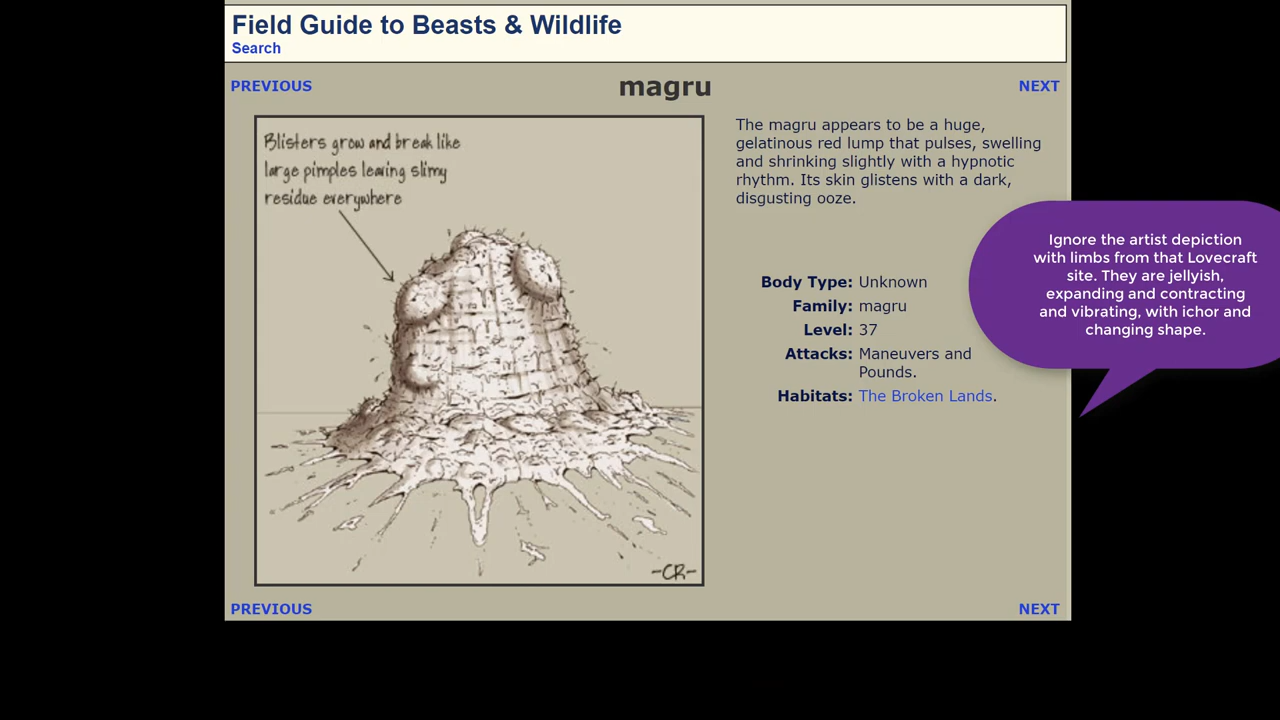 Field Guide to Beasts & Wildlife
Search
PREVIOUS
magru
NEXT
Blisters grow and break like
large pimples leaving slimy
residue everywhere
-CR-
The magru appears to be a huge,
gelatinous red lump that pulses, swelling
and shrinking slightly with a hypnotic
rhythm. Its skin glistens with a dark,
disgusting ooze.
Body Type: Unknown
Family: magru
Level: 37
Attacks: Maneuvers and
Pounds.
Habitats: The Broken Lands.
Ignore the artist depiction
with limbs from that Lovecraft
site. They are jellyish,
expanding and contracting
and vibrating, with ichor and
changing shape.
PREVIOUS
NEXT